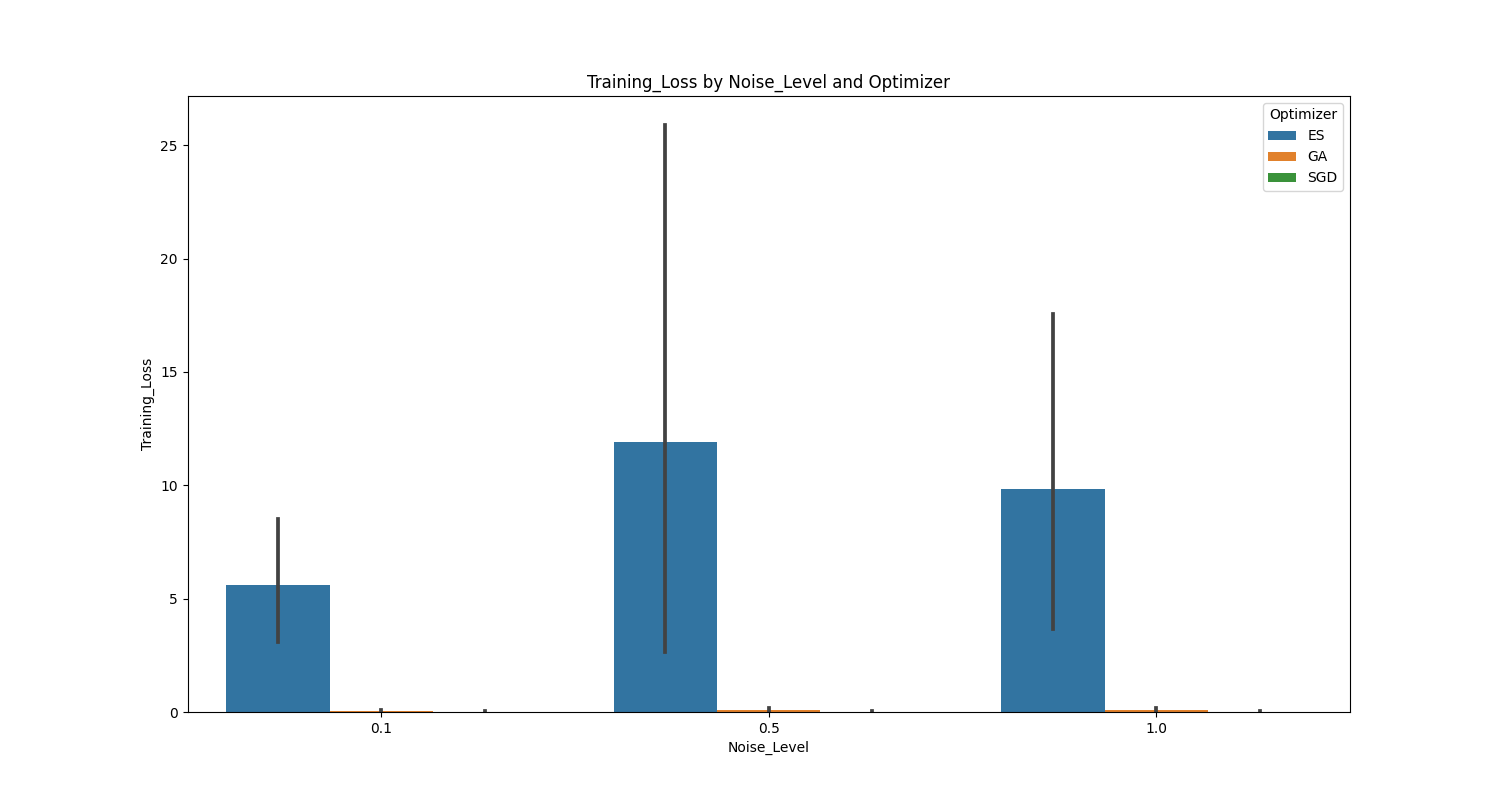 Training_Loss by Noise_Level and Optimizer
Optimizer
ES
GA
SGD
25
20
15
10
5
0
Training_Loss
0.1
0.5
1.0
Noise_Level